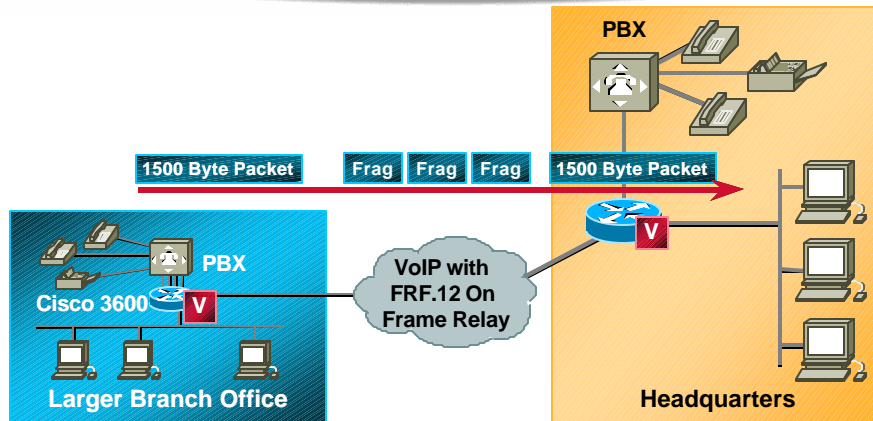 PBX
1500 Byte Packet
Frag
Frag
Frag
1500 Byte Packet
V
PBX
Cisco 3600
V
VoIP with
FRF.12 On
Frame Relay
Larger Branch Office
Headquarters